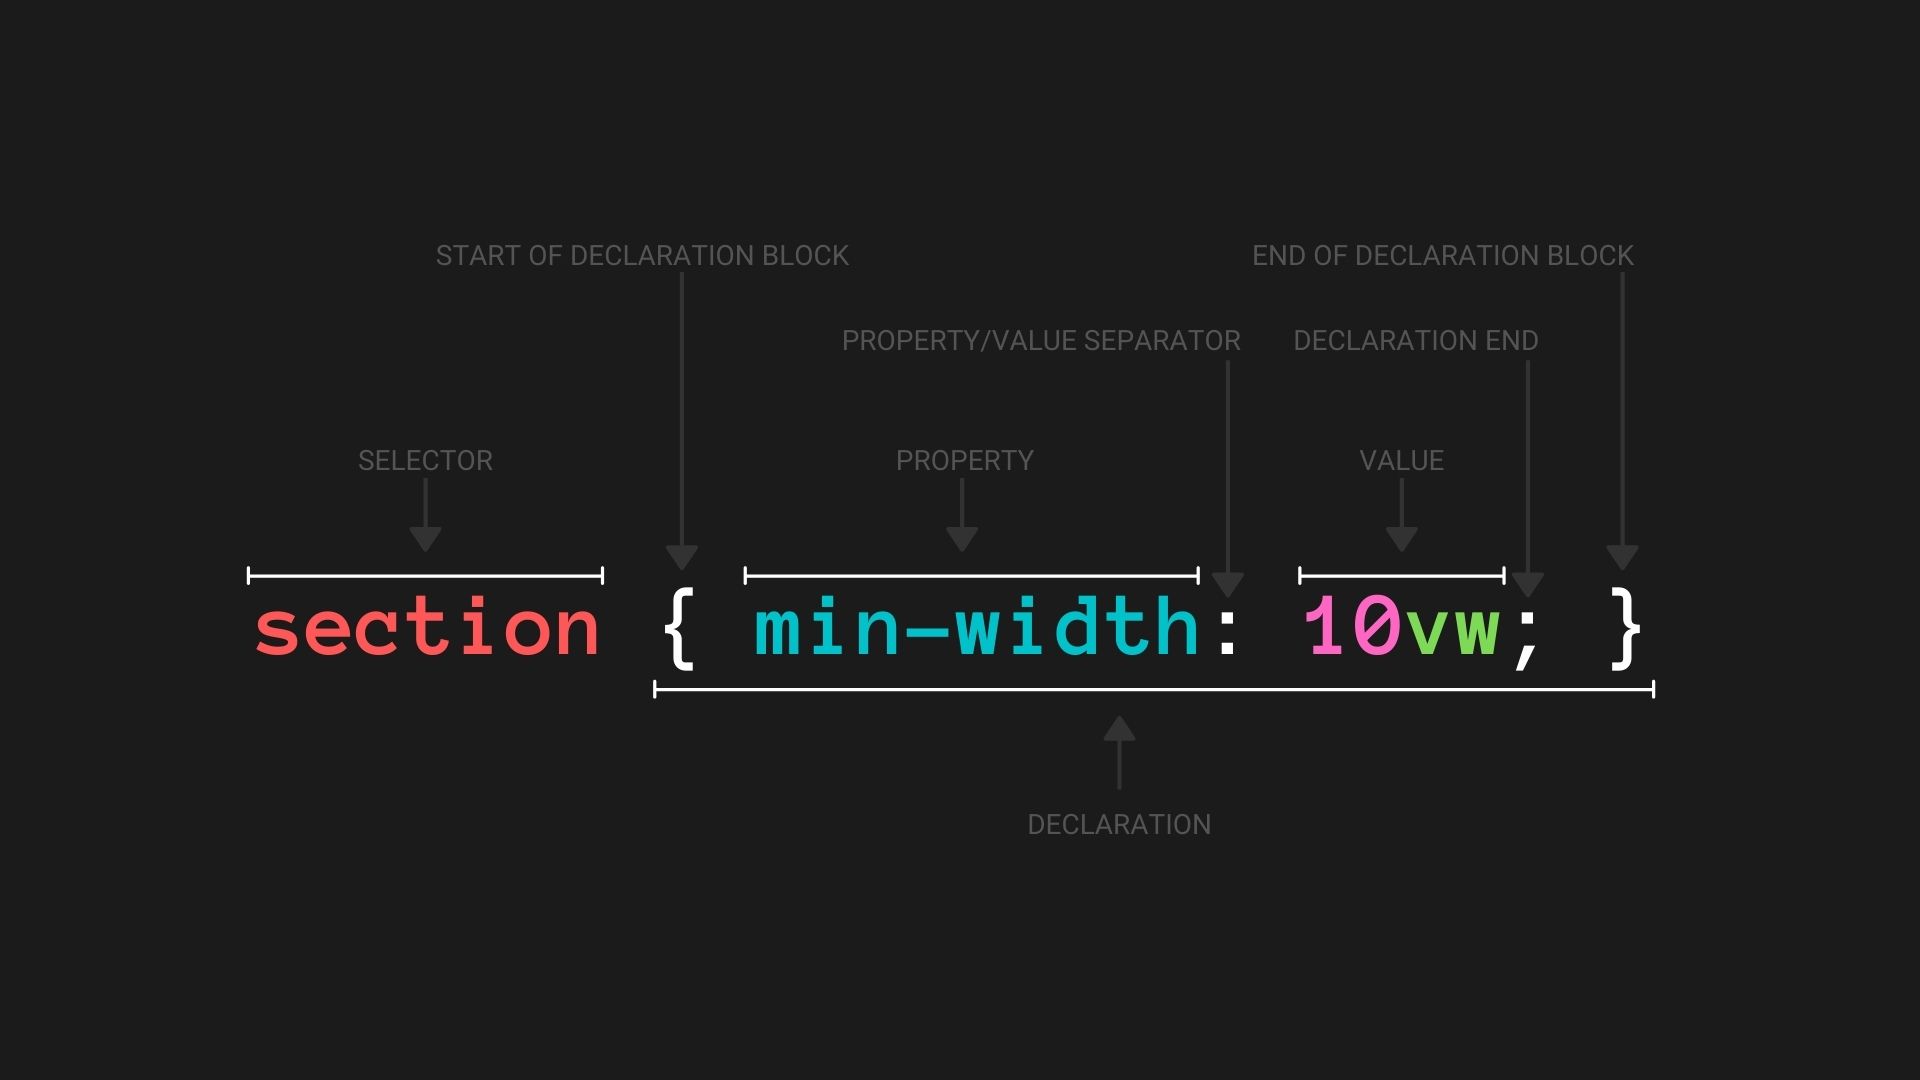 START OF DECLARATION BLOCK
END OF DECLARATION BLOCK
PROPERTY/VALUE SEPARATOR
DECLARATION END
SELECTOR
PROPERTY
VALUE
section { min-width: 10vw; }
DECLARATION